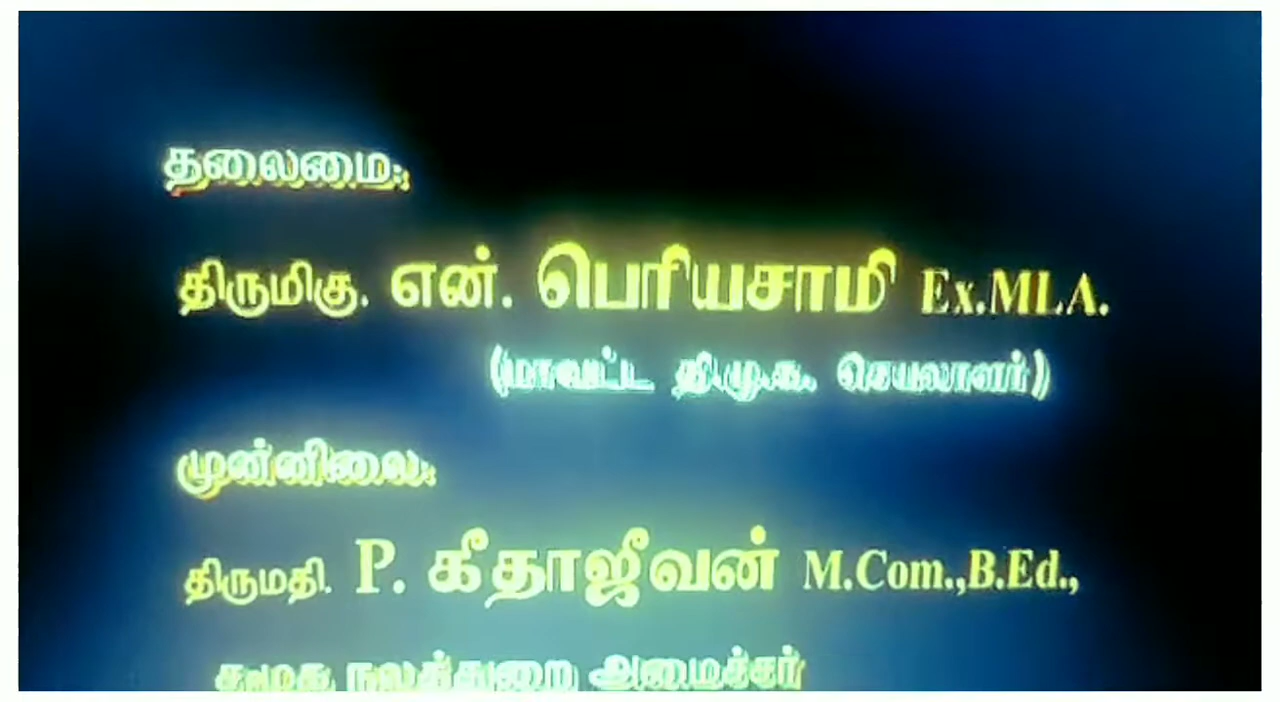 தலைமை:
திருமிகு. என். பெரியசாமி Ex.MLA.
(மாவட்ட தி.மு.க. செயலாளர்)
முன்னிலை:
திருமதி. P. கீதாஜீவன் M.Com.,B.Ed.,
சமூக நலத்துறை அமைச்சர்